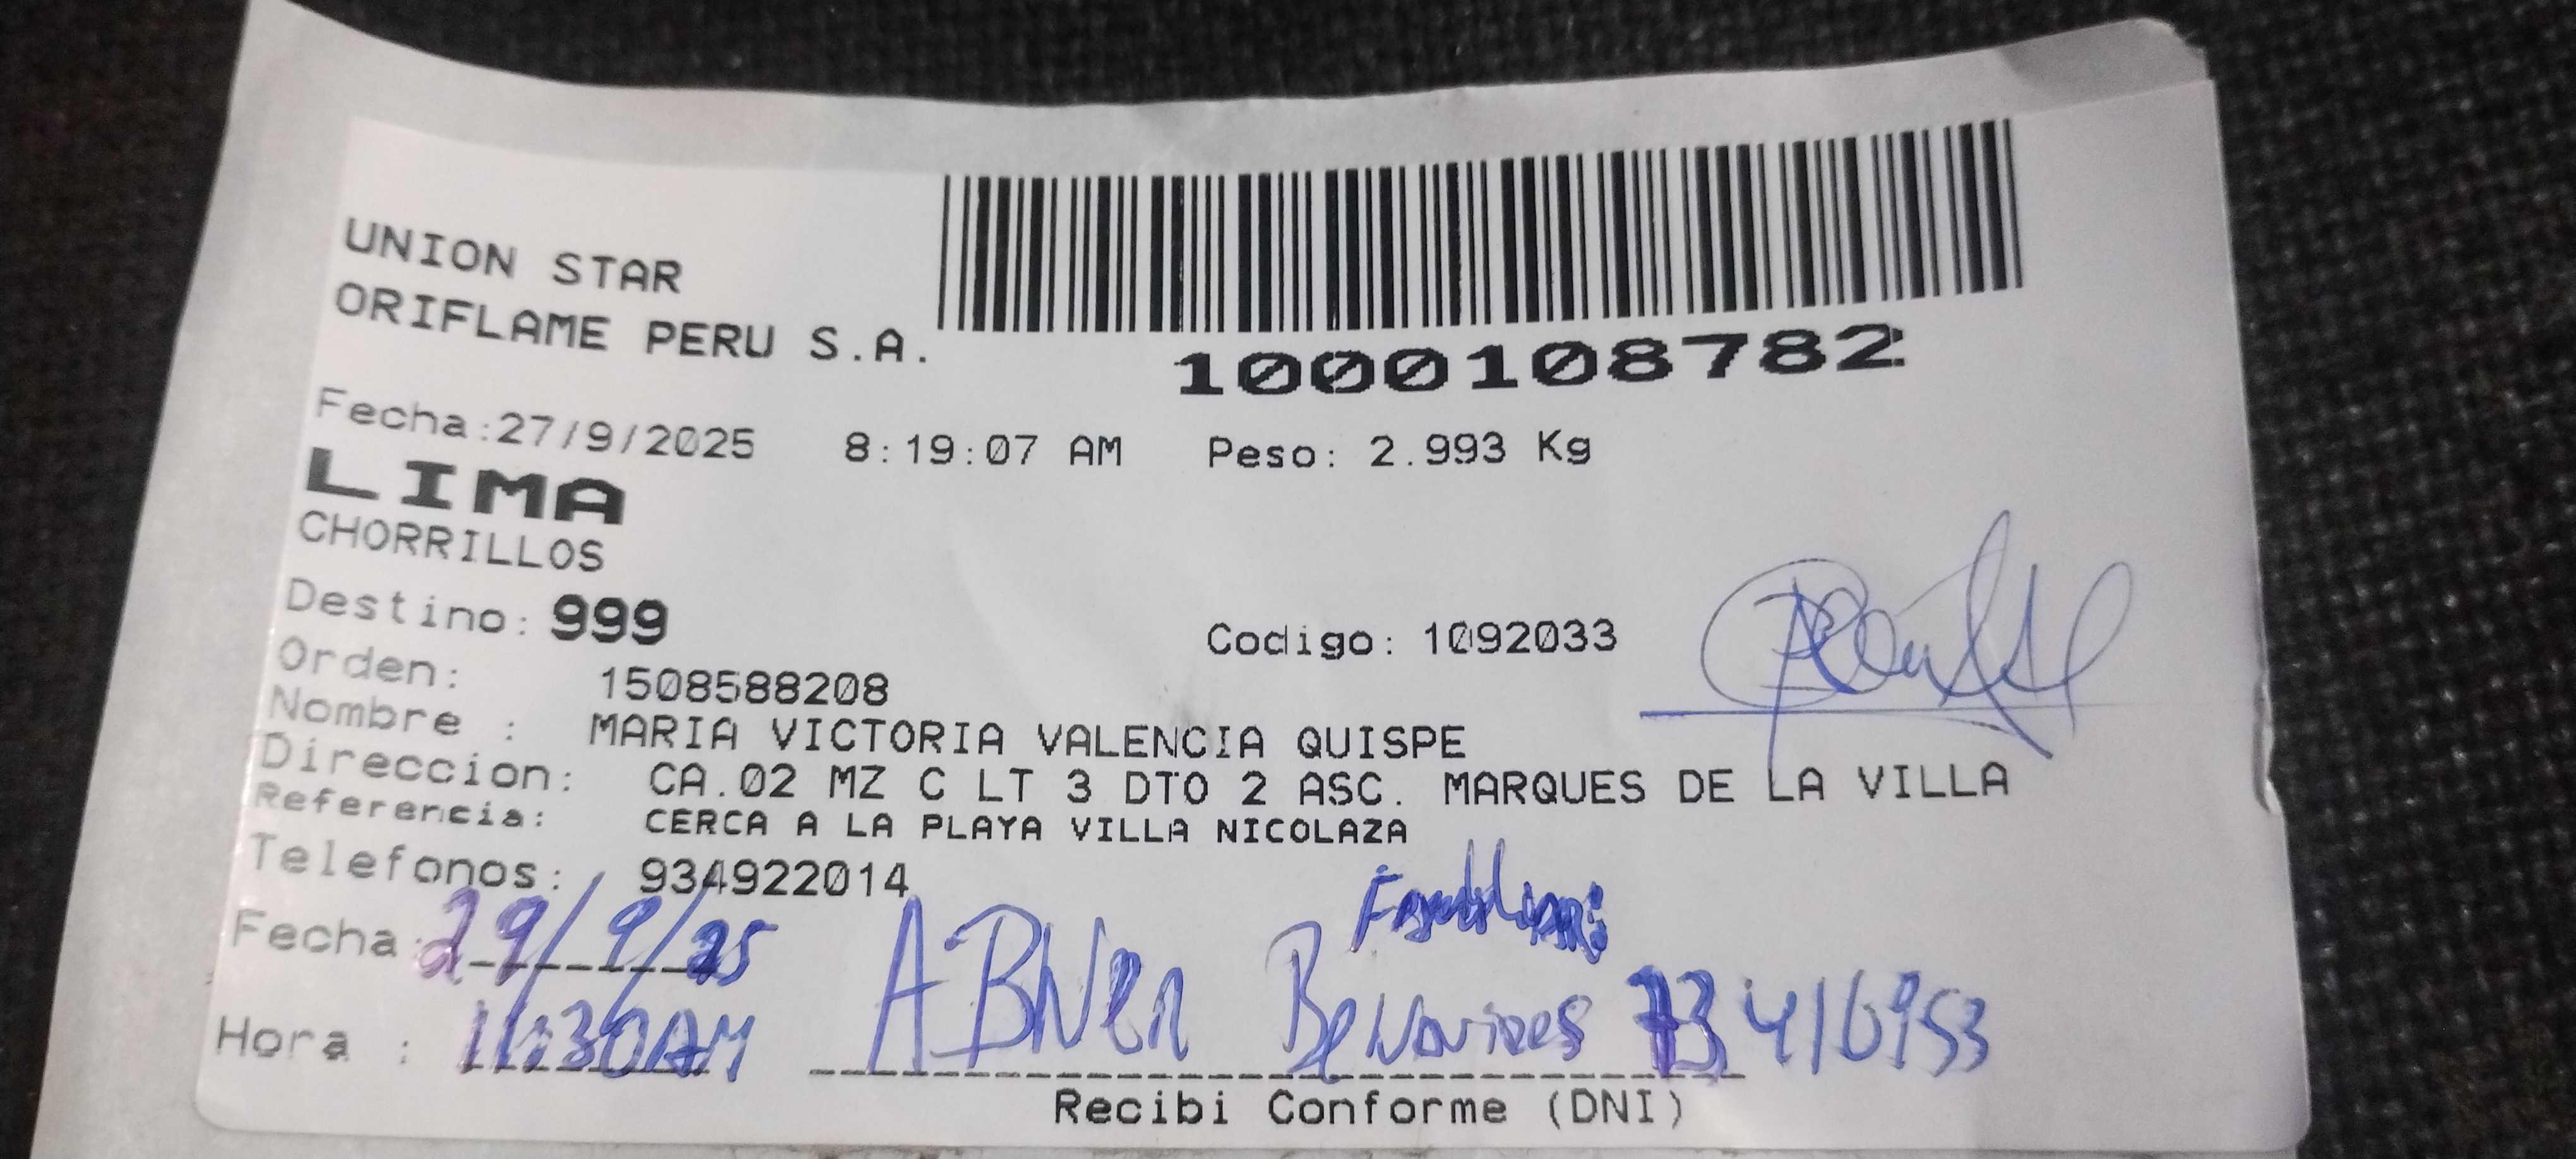 UNION STAR
ORIFLAME PERU S.A.
1000108782
Fecha:27/9/2025 8:19:07 AM Peso: 2.993 Kg
LIMA
CHORRILLOS
Destino: 999 Codigo: 1092033
Orden: 1508588208
Nombre : MARIA VICTORIA VALENCIA QUISPE
Direccion: CA.02 MZ C LT 3 DTO 2 ASC. MARQUES DE LA VILLA
Referencia: CERCA A LA PLAYA VILLA NICOLAZA
Telefonos: 934922014
Fecha: 29/9/25
Hora : 11:30AM ABNER 73410953
Recibi Conforme (DNI)